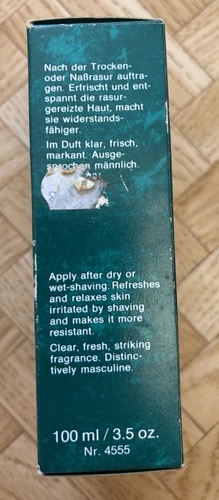 Nach der Trocken-
oder Naßrasur auftra-
gen. Erfrischt und ent-
spannt die rasur-
gereizte Haut, macht
sie widerstands-
fähiger.
Im Duft klar, frisch,
markant. Ausge-
sprochen männlich.
Apply after dry or
wet-shaving. Refreshes
and relaxes skin
irritated by shaving
and makes it more
resistant.
Clear, fresh, striking
fragrance. Distinc-
tively masculine.
100 ml / 3.5 oz.
Nr. 4555